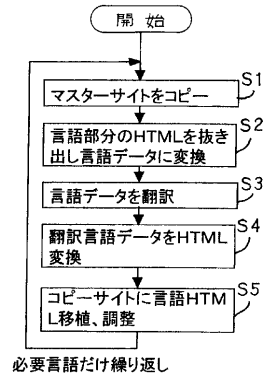 開始
S1
マスターサイトをコピー
S2
言語部分のHTMLを抜き
出し言語データに変換
S3
言語データを翻訳
S4
翻訳言語データをHTML
変換
S5
コピーサイトに言語HTM
L移植、調整
必要言語だけ繰り返し